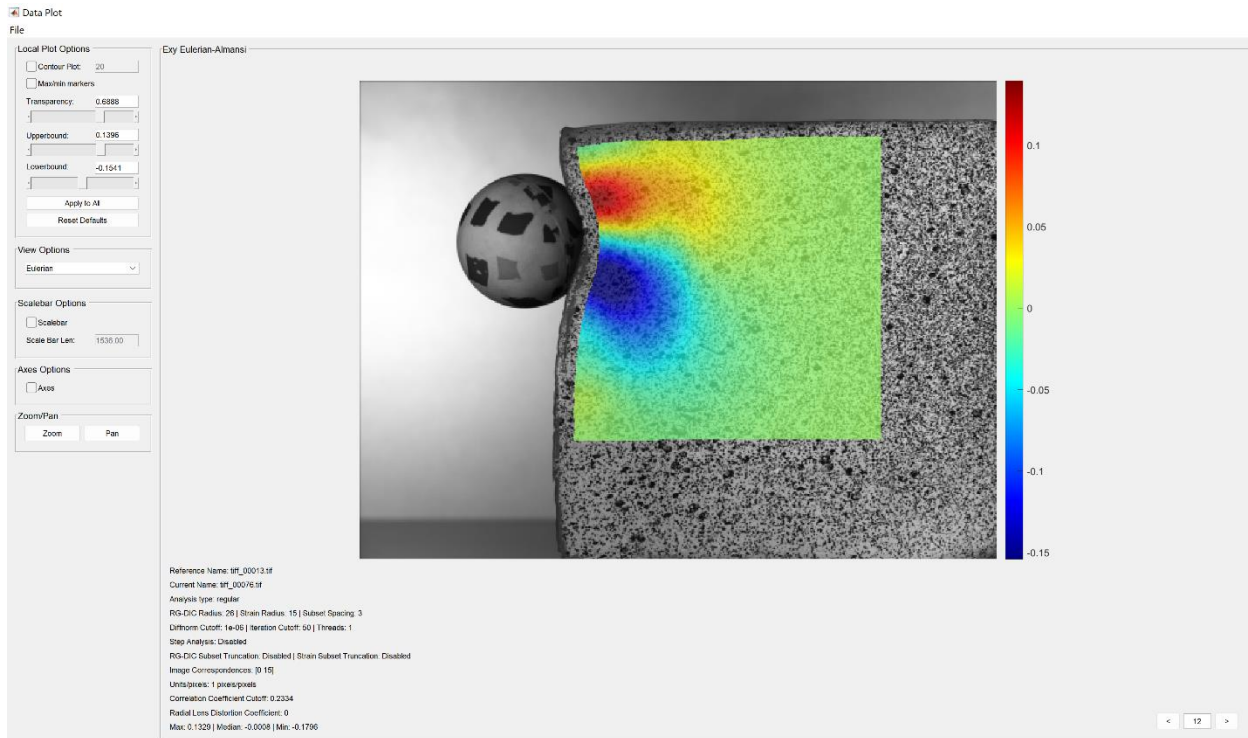 Data Plot
File
Local Plot Options
Contour Plot: 20
Max/min markers
Transparency: 0.6888
Upperbound: 0.1396
Lowerbound: -0.1541
Apply to All
Reset Defaults
View Options
Eulerian
Scalebar Options
Scalebar
Scale Bar Len: 1536.00
Axes Options
Axes
Zoom/Pan
Zoom Pan
Exy Eulerian-Almansi
0.1
0.05
0
-0.05
-0.1
-0.15
Reference Name: tiff_00013.tif
Current Name: tiff_00076.tif
Analysis type: regular
RG-DIC Radius: 26 | Strain Radius: 15 | Subset Spacing: 3
Diffnorm Cutoff: 1e-06 | Iteration Cutoff: 50 | Threads: 1
Step Analysis: Disabled
RG-DIC Subset Truncation: Disabled | Strain Subset Truncation: Disabled
Image Correspondences: [0 15]
Units/pixels: 1 pixels/pixels
Correlation Coefficient Cutoff: 0.2334
Radial Lens Distortion Coefficient: 0
Max: 0.1329 | Median: -0.0008 | Min: -0.1796
< 12 >